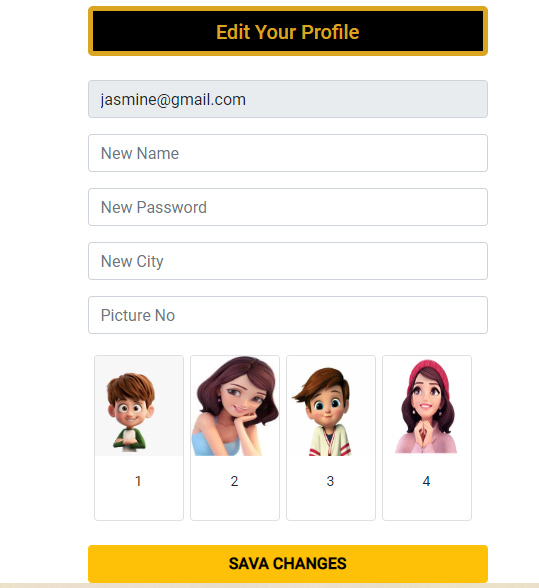 Edit Your Profile
jasmine@gmail.com
New Name
New Password
New City
Picture No
1 2 3 4
SAVA CHANGES